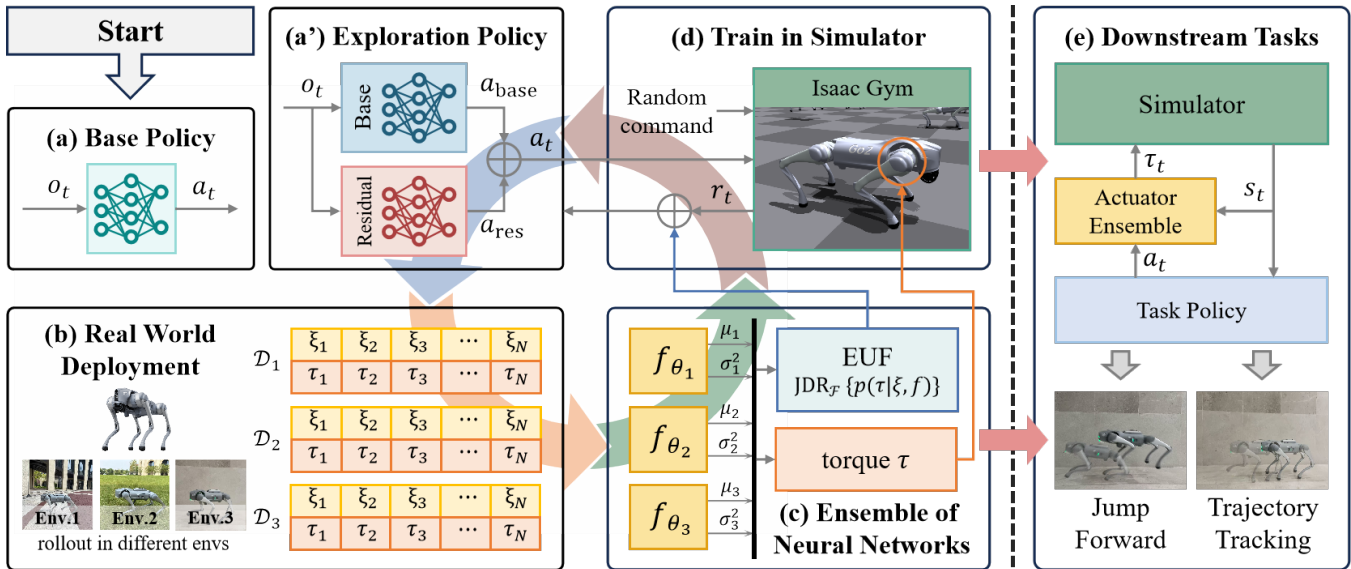 Start
(a) Base Policy
o_t
a_t
(a') Exploration Policy
o_t
Base
a_base
Residual
a_res
a_t
(b) Real World
Deployment
Env.1
Env.2
Env.3
rollout in different envs
𝒟_1
ξ_1 ξ_2 ξ_3 ⋯ ξ_N
τ_1 τ_2 τ_3 ⋯ τ_N
𝒟_2
ξ_1 ξ_2 ξ_3 ⋯ ξ_N
τ_1 τ_2 τ_3 ⋯ τ_N
𝒟_3
ξ_1 ξ_2 ξ_3 ⋯ ξ_N
τ_1 τ_2 τ_3 ⋯ τ_N
(d) Train in Simulator
Random
command
Isaac Gym
r_t
f_θ_1
μ_1
σ_1^2
f_θ_2
μ_2
σ_2^2
f_θ_3
μ_3
σ_3^2
EUF
JDR_ℱ {p(τ|ξ, f)}
torque τ
(c) Ensemble of
Neural Networks
(e) Downstream Tasks
Simulator
τ_t
s_t
Actuator
Ensemble
a_t
Task Policy
Jump
Forward
Trajectory
Tracking